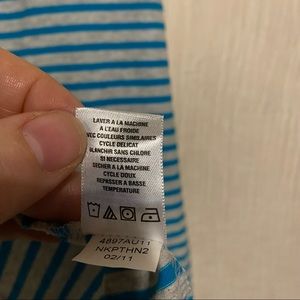 LAVER A LA MACHINE
A L'EAU FROIDE
AVEC COULEURS SIMILAIRES
CYCLE DELICAT
BLANCHIR SANS CHLORE
SI NECESSAIRE
SECHER A LA MACHINE
CYCLE DOUX
REPASSER A BASSE
TEMPERATURE
4897AU11
NKPTHN2
02/11